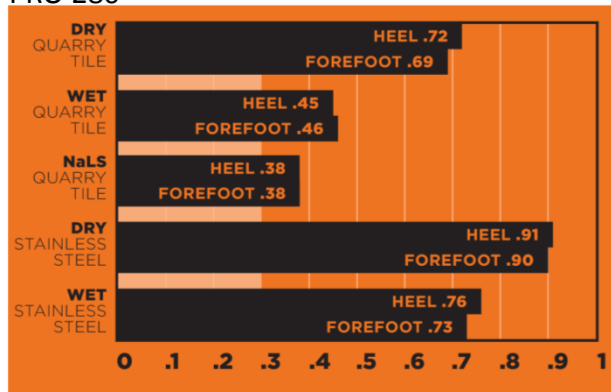 DRY
QUARRY
TILE
HEEL .72
FOREFOOT .69
WET
QUARRY
TILE
HEEL .45
FOREFOOT .46
NaLS
QUARRY
TILE
HEEL .38
FOREFOOT .38
DRY
STAINLESS
STEEL
HEEL .91
FOREFOOT .90
WET
STAINLESS
STEEL
HEEL .76
FOREFOOT .73
0 .1 .2 .3 .4 .5 .6 .7 .8 .9 1